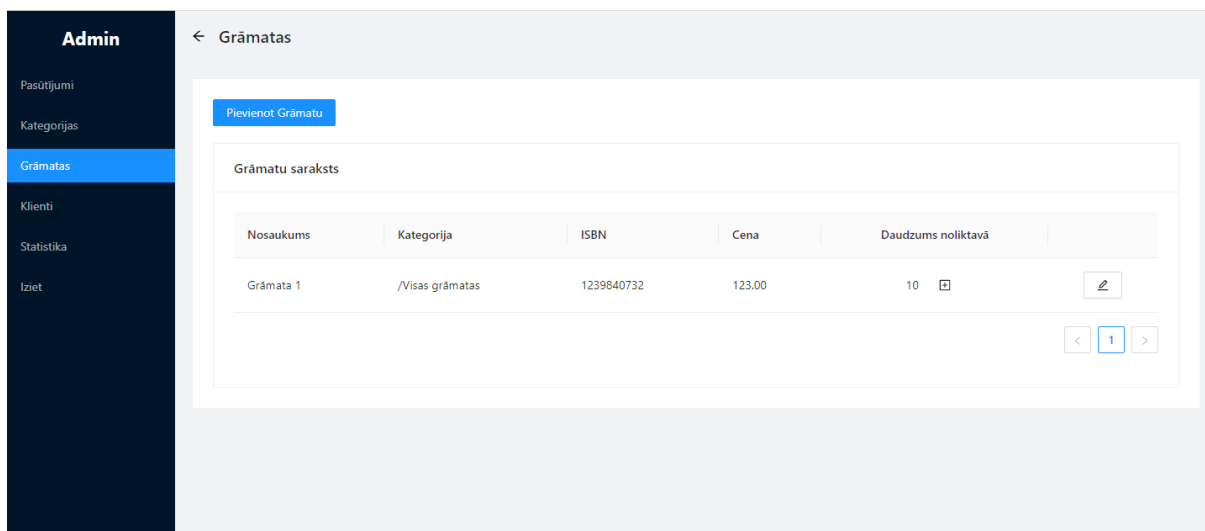 Admin
Pasūtījumi
Kategorijas
Grāmatas
Klienti
Statistika
Iziet
Grāmatas
Pievienot Grāmatu
Grāmatu saraksts
Nosaukums Kategorija ISBN Cena Daudzums noliktavā
Grāmata 1 /Visas grāmatas 1239840732 123.00 10
1